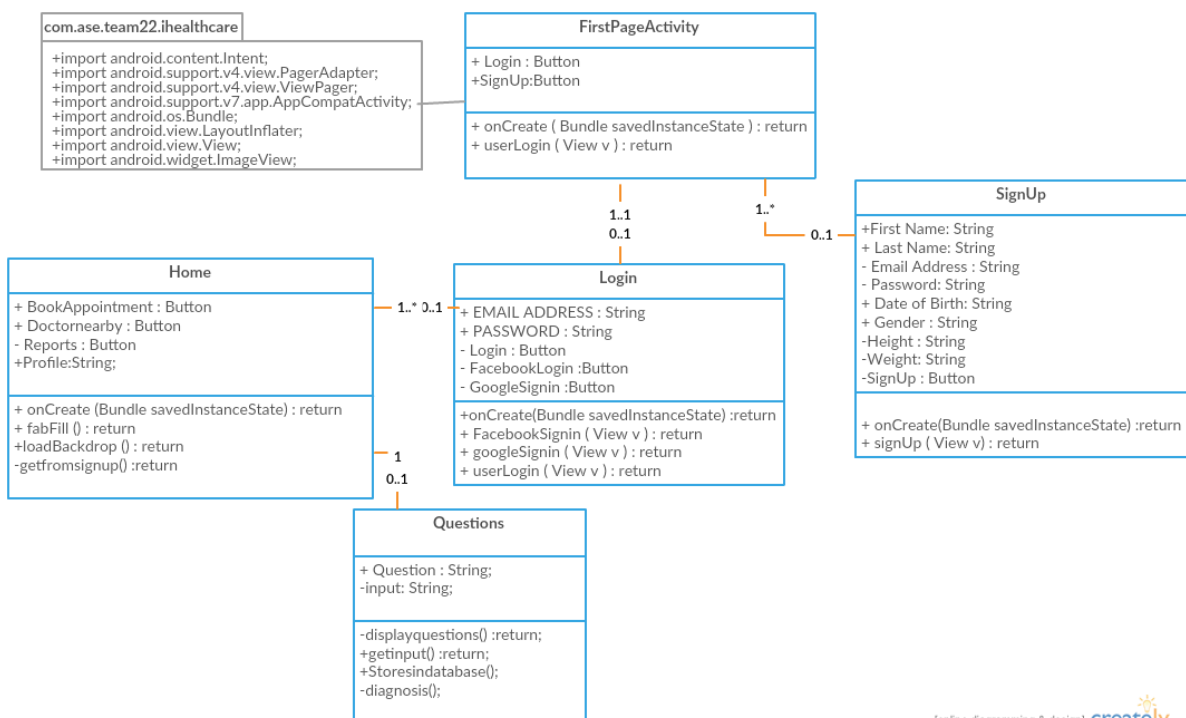 com.ase.team22.ihealthcare
+import android.content.Intent;
+import android.support.v4.view.PagerAdapter;
+import android.support.v4.view.ViewPager;
+import android.support.v7.app.AppCompatActivity;
+import android.os.Bundle;
+import android.view.LayoutInflater;
+import android.view.View;
+import android.widget.ImageView;
FirstPageActivity
+ Login : Button
+SignUp:Button
+ onCreate ( Bundle savedInstanceState ) : return
+ userLogin ( View v ) : return
1..1
0..1
1..*
0..1
SignUp
+First Name: String
+ Last Name: String
- Email Address : String
- Password: String
+ Date of Birth: String
+ Gender : String
-Height : String
-Weight: String
-SignUp : Button
+ onCreate(Bundle savedInstanceState) :return
+ signUp ( View v) : return
Home
+ BookAppointment : Button
+ Doctornearby : Button
- Reports : Button
+Profile:String;
+ onCreate (Bundle savedInstanceState) : return
+ fabFill () : return
+loadBackdrop () : return
-getfromsignup() :return
1..* 0..1
Login
+ EMAIL ADDRESS : String
+ PASSWORD : String
- Login : Button
- FacebookLogin :Button
- GoogleSignin :Button
+onCreate(Bundle savedInstanceState) :return
+ FacebookSignin ( View v ) : return
+ googleSignin ( View v ) : return
+ userLogin ( View v ) : return
1
0..1
Questions
+ Question : String;
-input: String;
-displayquestions() :return;
+getinput() :return;
+Storesindatabase();
-diagnosis();
creately